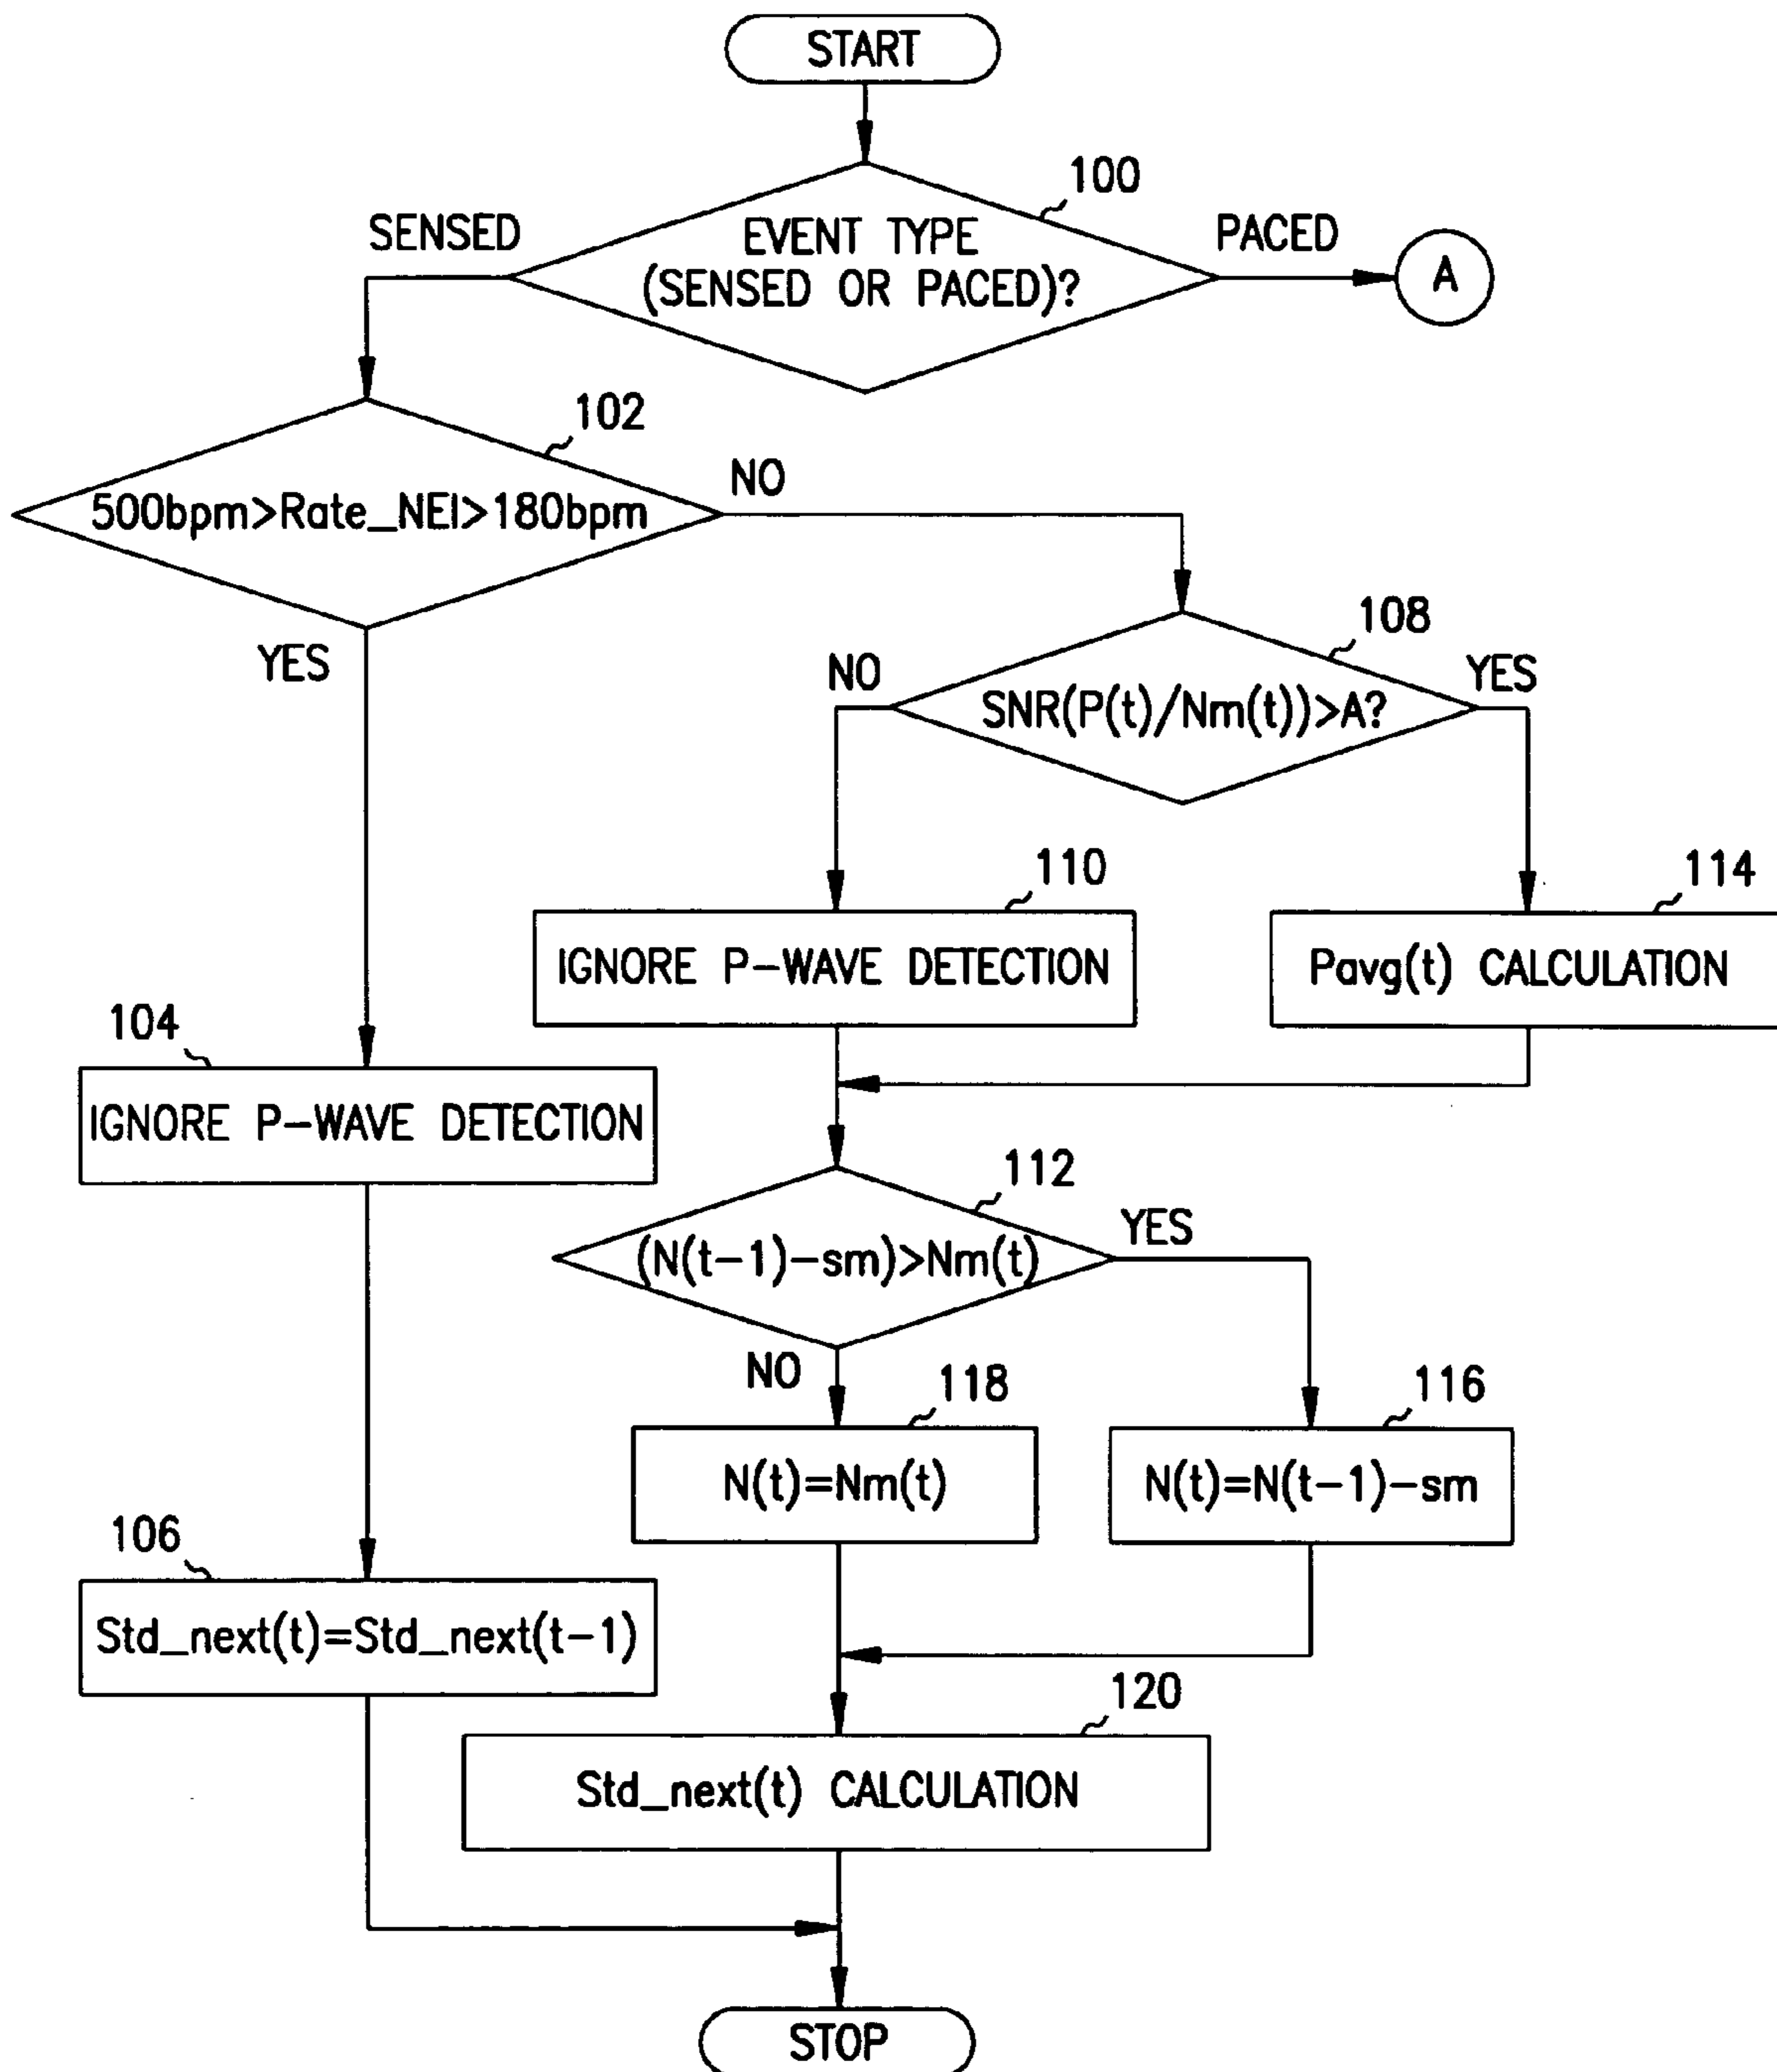 START
100
SENSED
EVENT TYPE
(SENSED OR PACED)?
PACED
A
102
500bpm>Rate_NEI>180bpm
NO
YES
108
NO
SNR(P(t)/Nm(t))>A?
YES
110
IGNORE P-WAVE DETECTION
114
Pavg(t) CALCULATION
104
IGNORE P-WAVE DETECTION
112
(N(t-1)-sm)>Nm(t)
YES
NO
118
N(t)=Nm(t)
116
N(t)=N(t-1)-sm
106
Std_next(t)=Std_next(t-1)
120
Std_next(t) CALCULATION
STOP